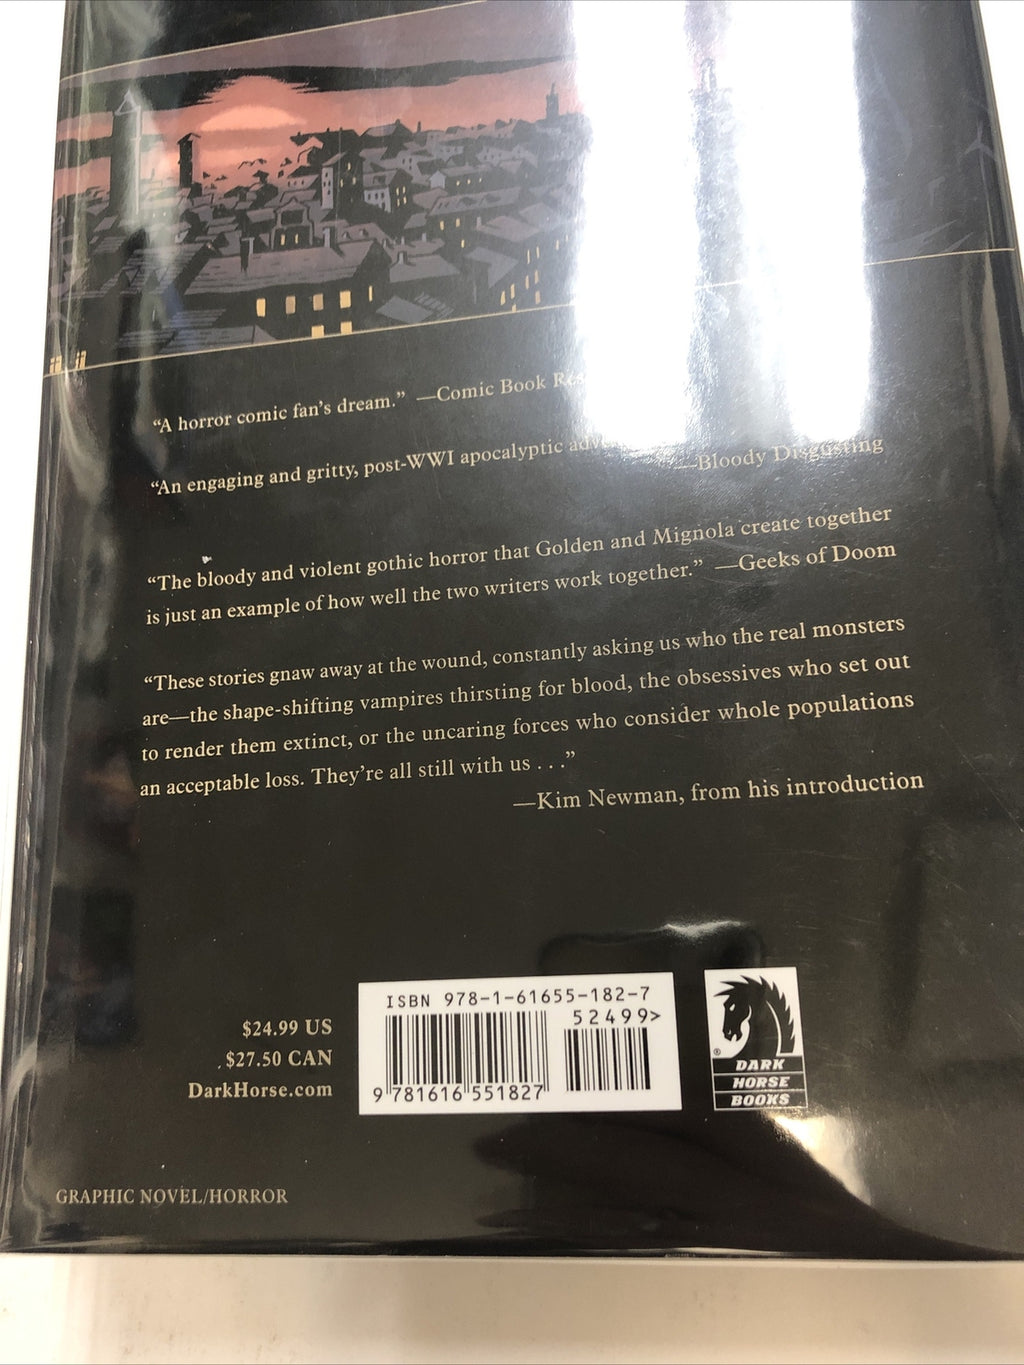 “A horror comic fan’s dream.” —Comic Book
“An engaging and gritty, post-WWI apocalyptic —Bloody Disgusting
“The bloody and violent gothic horror that Golden and Mignola create together
is just an example of how well the two writers work together.” —Geeks of Doom
“These stories gnaw away at the wound, constantly asking us who the real monsters
are—the shape-shifting vampires thirsting for blood, the obsessives who set out
to render them extinct, or the uncaring forces who consider whole populations
an acceptable loss. They’re all still with us . . .”
—Kim Newman, from his introduction
ISBN 978-1-61655-182-7
52499>
9 781616 551827
$24.99 US
$27.50 CAN
DarkHorse.com
®
DARK
HORSE
BOOKS
GRAPHIC NOVEL/HORROR